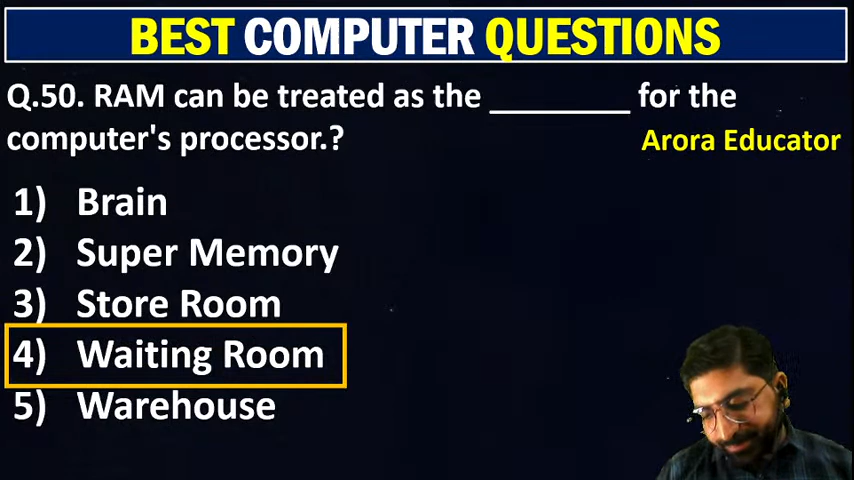 BEST COMPUTER QUESTIONS
Q.50. RAM can be treated as the ________ for the
computer's processor.?
Arora Educator
1) Brain
2) Super Memory
3) Store Room
4) Waiting Room
5) Warehouse